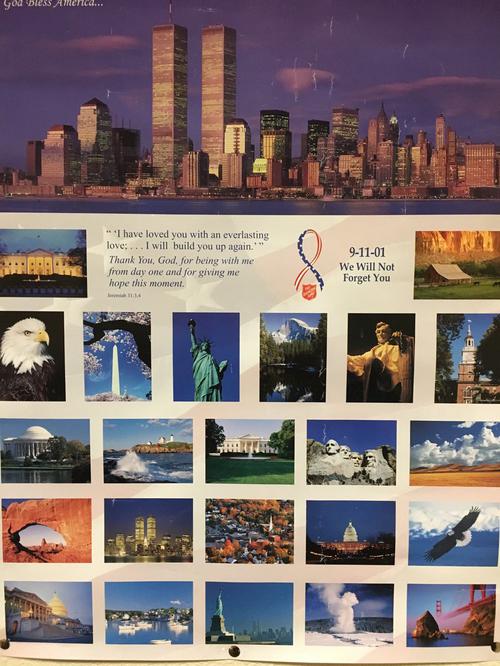 God Bless America...
" 'I have loved you with an everlasting
love; . . . I will build you up again.' "
Thank You, God, for being with me
from day one and for giving me
hope this moment.
Jeremiah 31:3,4
9-11-01
We Will Not
Forget You